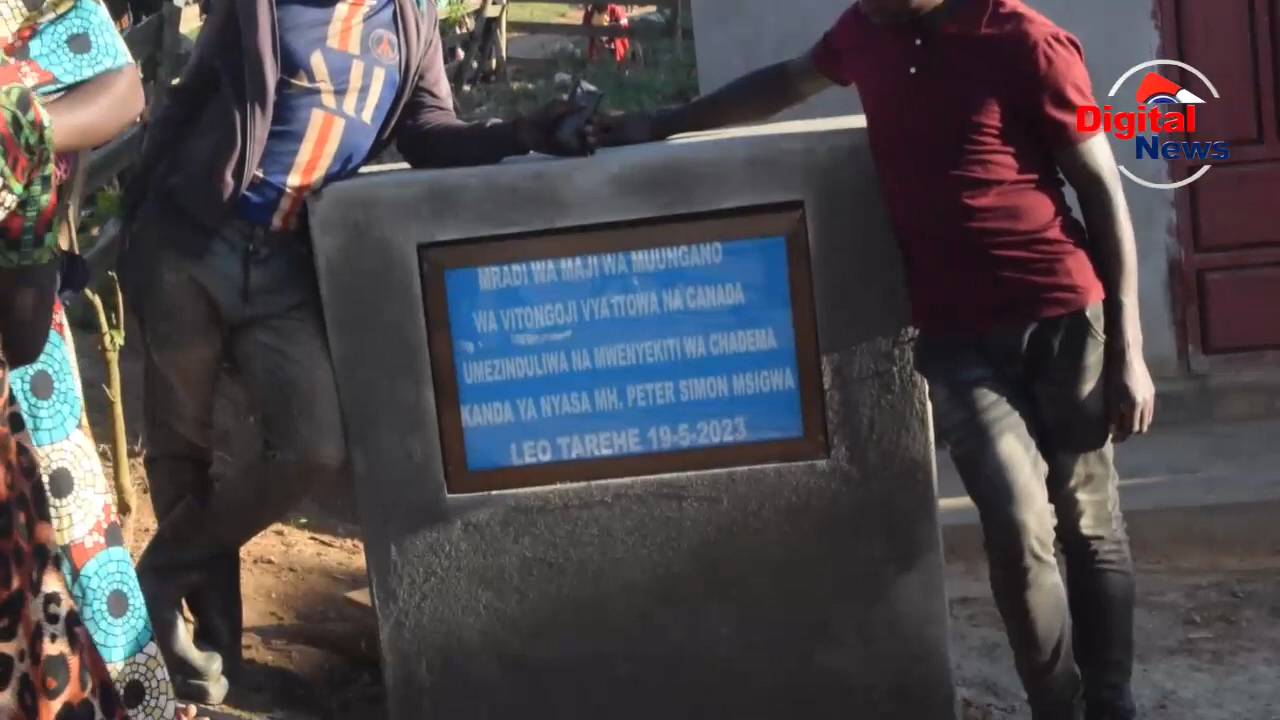 Digital
News
MRADI WA MAJI WA MUUNGANO
WA VITONGOJI VYA TTOWA NA CANADA
UMEZINDULIWA NA MWENYEKITI WA CHADEMA
KANDA YA NYASA MH. PETER SIMON MSIGWA
LEO TAREHE 19-5-2023